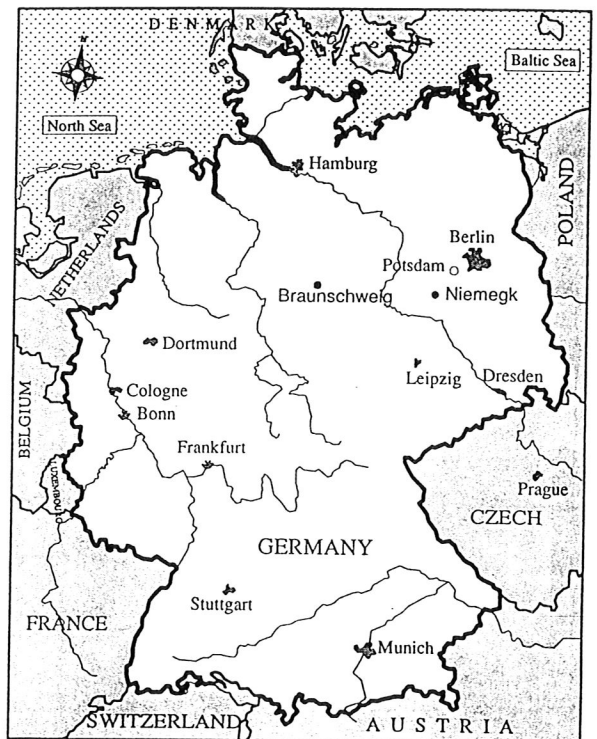 DENMARK
N
Baltic Sea
North Sea
Hamburg
POLAND
NETHERLANDS
Berlin
Potsdam
Braunschweig
Niemegk
Dortmund
Leipzig
Dresden
Cologne
BELGIUM
Bonn
Frankfurt
LUXEMBOURG
Prague
CZECH
GERMANY
Stuttgart
FRANCE
Munich
SWITZERLAND
AUSTRIA